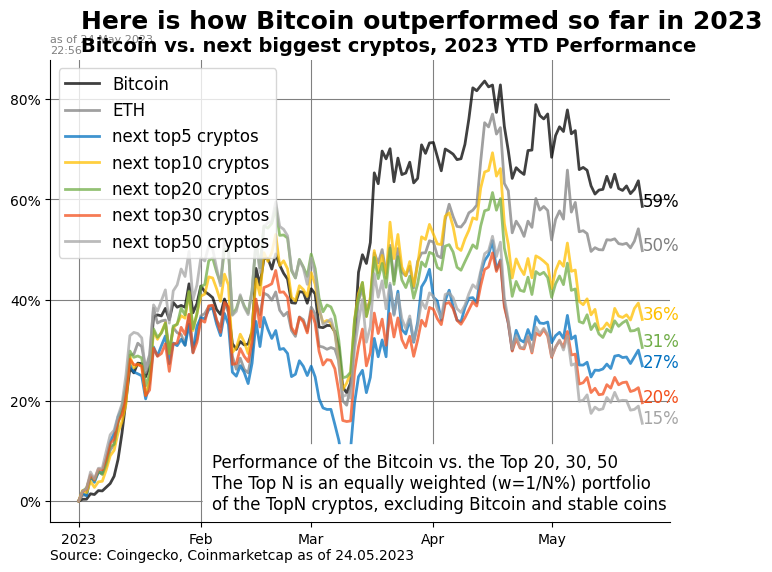 Here is how Bitcoin outperformed so far in 2023
as of 24 May 2023
22:56
Bitcoin vs. next biggest cryptos, 2023 YTD Performance
Bitcoin
ETH
next top5 cryptos
next top10 cryptos
next top20 cryptos
next top30 cryptos
next top50 cryptos
80%
60%
40%
20%
0%
59%
50%
36%
31%
27%
20%
15%
Performance of the Bitcoin vs. the Top 20, 30, 50
The Top N is an equally weighted (w=1/N%) portfolio
of the TopN cryptos, excluding Bitcoin and stable coins
2023 Feb Mar Apr May
Source: Coingecko, Coinmarketcap as of 24.05.2023